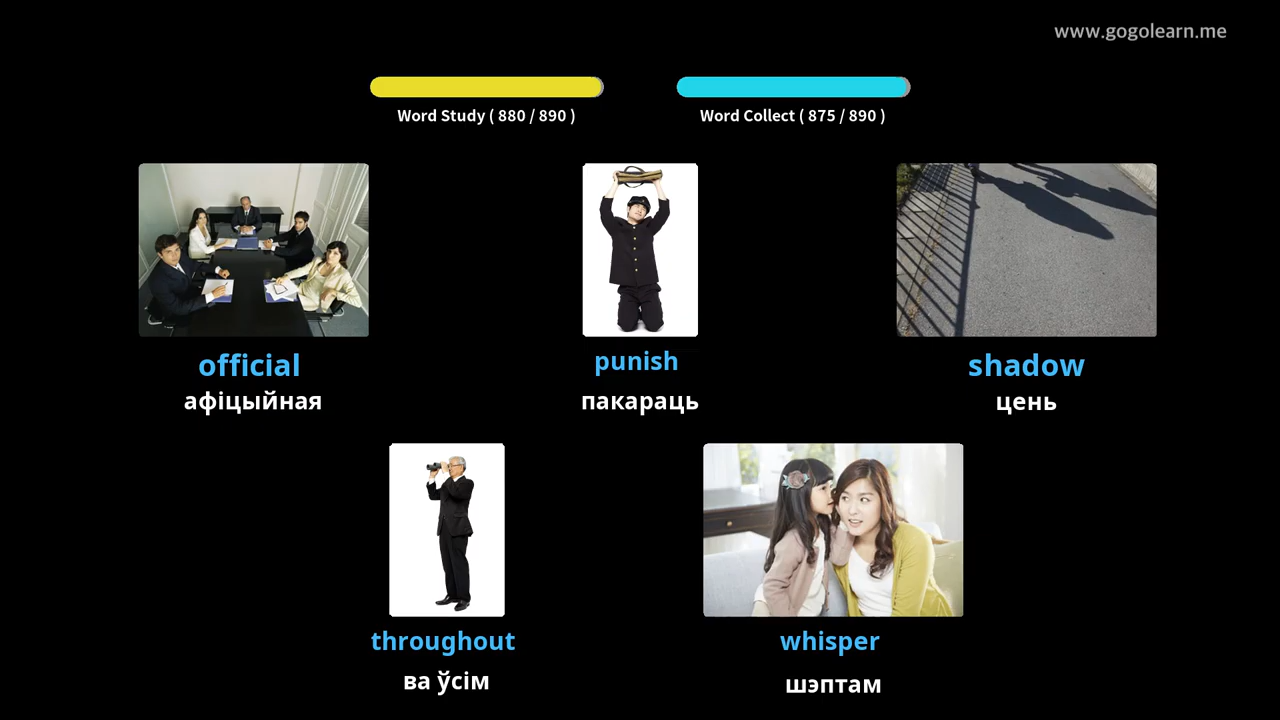 www.gogolearn.me
Word Study ( 880 / 890 )
Word Collect ( 875 / 890 )
official
афіцыйная
punish
пакараць
shadow
цень
throughout
ва ўсім
whisper
шэптам